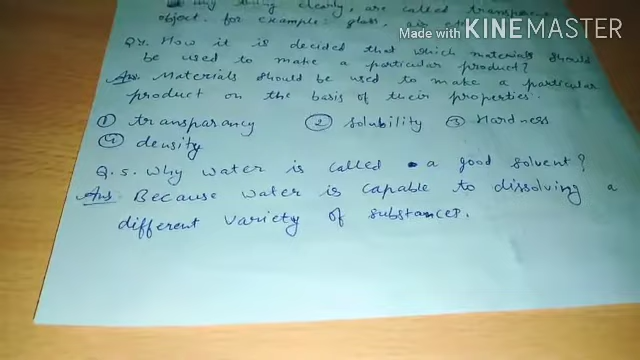 clearly, are called
object. for example: glass, air
Made with KINEMASTER
Q4. How it is decided that which materials should
be used to make a particular product?
Ans. Materials should be used to make a particular
product on the basis of their properties.
① transparancy ② solubility ③ Hardness
④ density
Q.5. Why water is called a good solvent?
Ans Because water is capable to dissolving a
different variety of substances.